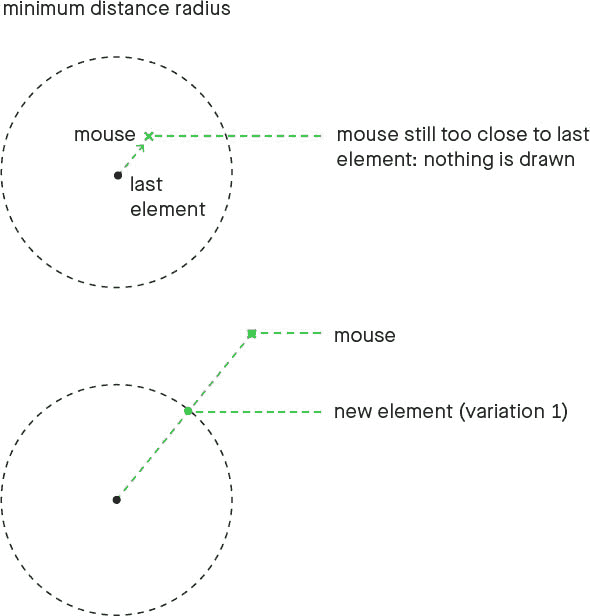 minimum distance radius
mouse
mouse still too close to last
element: nothing is drawn
last
element
mouse
new element (variation 1)